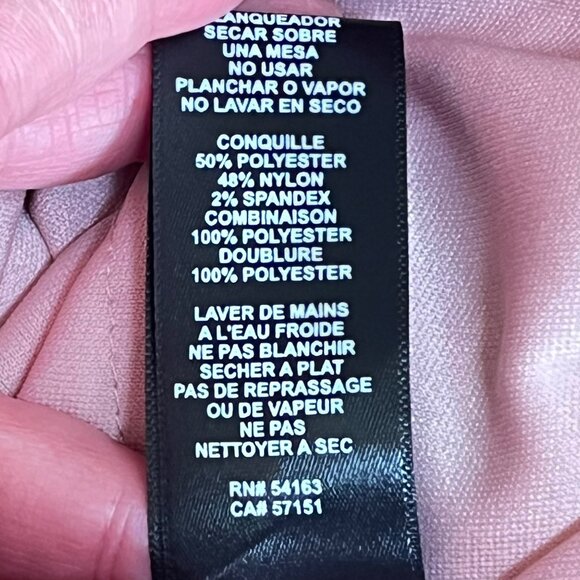 BLANQUEADOR
SECAR SOBRE
UNA MESA
NO USAR
PLANCHAR O VAPOR
NO LAVAR EN SECO
CONQUILLE
50% POLYESTER
48% NYLON
2% SPANDEX
COMBINAISON
100% POLYESTER
DOUBLURE
100% POLYESTER
LAVER DE MAINS
A L'EAU FROIDE
NE PAS BLANCHIR
SECHER A PLAT
PAS DE REPRASSAGE
OU DE VAPEUR
NE PAS
NETTOYER A SEC
RN# 54163
CA# 57151